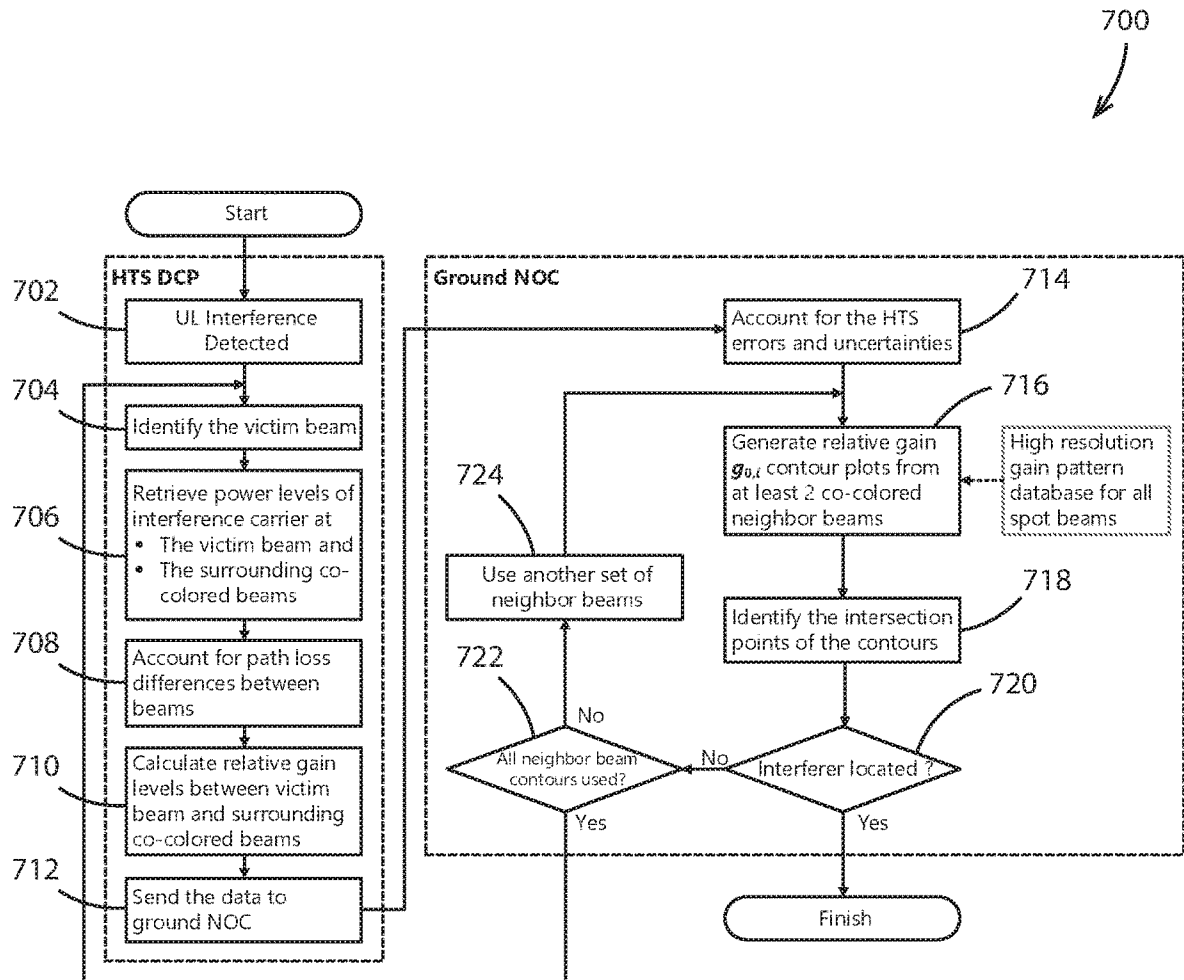 700
Start
HTS DCP
702
UL Interference
Detected
704
Identify the victim beam
706
Retrieve power levels of
interference carrier at
• The victim beam and
• The surrounding co-
colored beams
708
Account for path loss
differences between
beams
710
Calculate relative gain
levels between victim
beam and surrounding
co-colored beams
712
Send the data to
ground NOC
Ground NOC
714
Account for the HTS
errors and uncertainties
716
Generate relative gain
g0,i contour plots from
at least 2 co-colored
neighbor beams
High resolution
gain pattern
database for all
spot beams
718
Identify the intersection
points of the contours
720
Interferer located ?
No
Yes
722
All neighbor beam
contours used?
No
Yes
724
Use another set of
neighbor beams
Finish